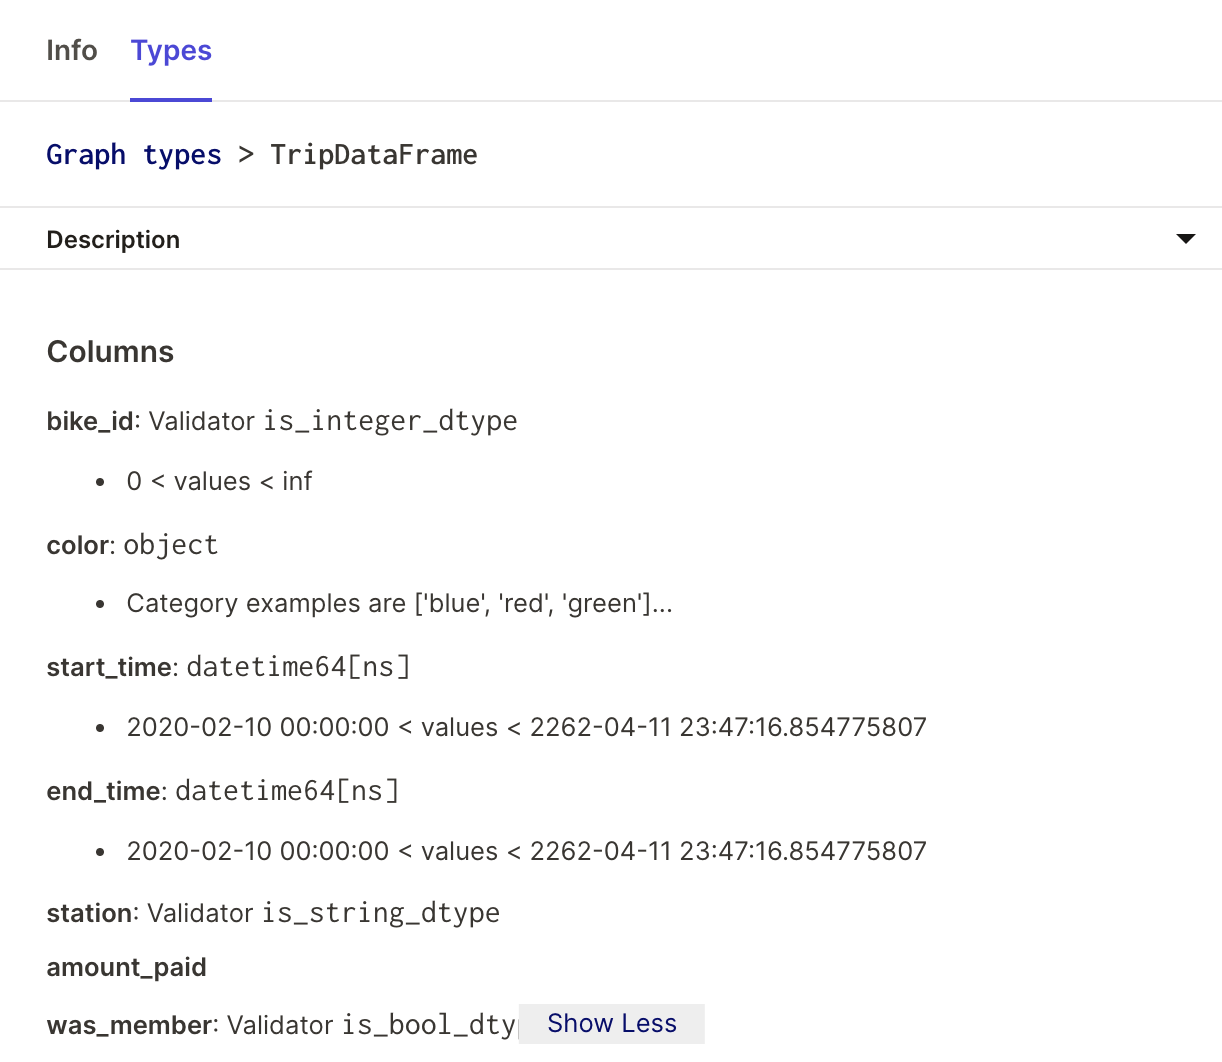 Info Types
Graph types > TripDataFrame
Description
Columns
bike_id: Validator is_integer_dtype
• 0 < values < inf
color: object
• Category examples are ['blue', 'red', 'green']...
start_time: datetime64[ns]
• 2020-02-10 00:00:00 < values < 2262-04-11 23:47:16.854775807
end_time: datetime64[ns]
• 2020-02-10 00:00:00 < values < 2262-04-11 23:47:16.854775807
station: Validator is_string_dtype
amount_paid
was_member: Validator is_bool_dty Show Less